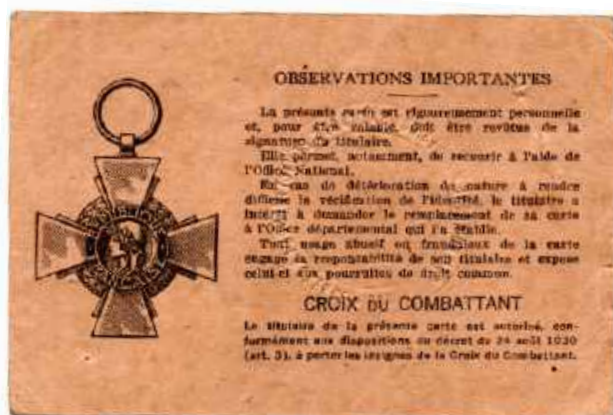 OBSERVATIONS IMPORTANTES
La présente carte est rigoureusement personnelle
et, pour être valable, doit être revêtue de la
signature du titulaire.
Elle permet, notamment, de recourir à l'aide de
l'Office National.
En cas de détérioration de nature à rendre
difficile la vérification de l'identité, le titulaire a
intérêt à demander le remplacement de sa carte
à l'Office départemental qui l'a établie.
Tout usage abusif ou frauduleux de la carte
engage la responsabilité de son titulaire et expose
celui-ci aux poursuites de droit commun.
CROIX DU COMBATTANT
Le titulaire de la présente carte est autorisé, con-
formément aux dispositions du décret du 24 août 1930
(art. 3), à porter les insignes de la Croix du Combattant.